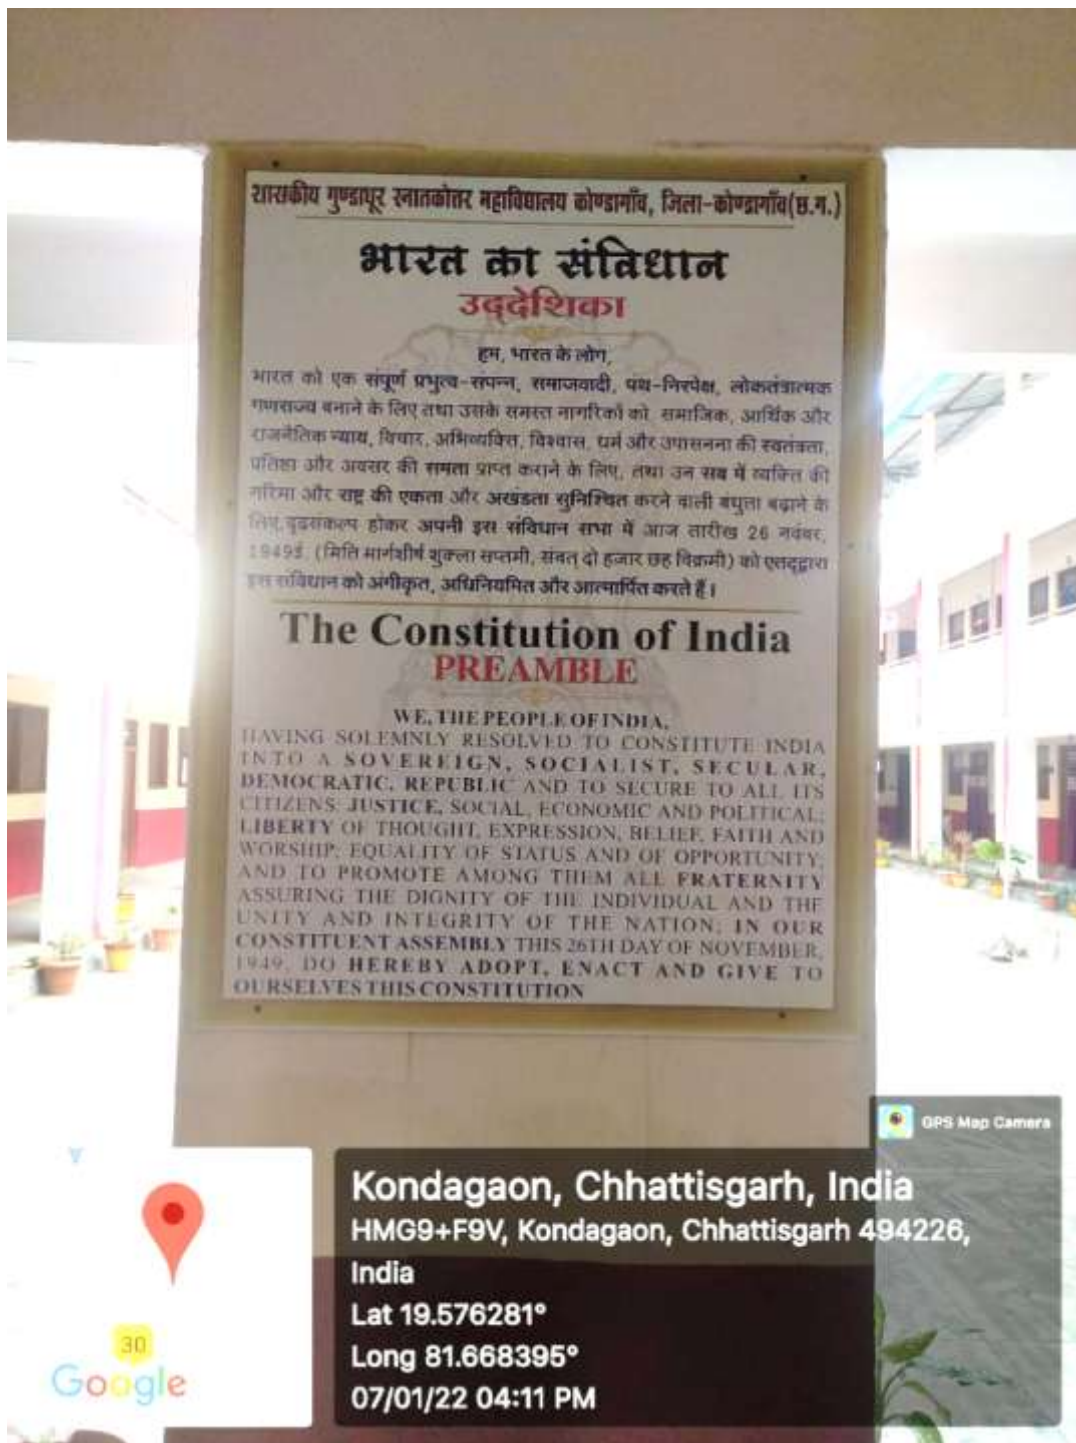 शासकीय गुण्डाधूर स्नातकोत्तर महाविद्यालय कोण्डागाँव, जिला-कोण्डागाँव(छ.ग.)
भारत का संविधान
उद्देशिका
हम, भारत के लोग,
भारत को एक संपूर्ण प्रभुत्व-संपन्न, समाजवादी, पंथ-निरपेक्ष, लोकतंत्रात्मक
गणराज्य बनाने के लिए तथा उसके समस्त नागरिकों को समाजिक, आर्थिक और
राजनैतिक न्याय, विचार, अभिव्यक्ति, विश्वास, धर्म और उपासनना की स्वतंत्रता,
प्रतिष्ठा और अवसर की समता प्राप्त कराने के लिए, तथा उन सब में व्यक्ति की
गरिमा और राष्ट्र की एकता और अखंडता सुनिश्चित करने वाली बंधुता बढ़ाने के
लिए, दृढसंकल्प होकर अपनी इस संविधान सभा में आज तारीख 26 नवंबर,
1949ई. (मिति मार्गशीर्ष शुक्ला सप्तमी, संवत् दो हजार छह विक्रमी) को एतद्द्वारा
इस संविधान को अंगीकृत, अधिनियमित और आत्मार्पित करते हैं।
The Constitution of India
PREAMBLE
WE, THE PEOPLE OF INDIA,
HAVING SOLEMNLY RESOLVED TO CONSTITUTE INDIA
INTO A SOVEREIGN, SOCIALIST, SECULAR,
DEMOCRATIC, REPUBLIC AND TO SECURE TO ALL ITS
CITIZENS: JUSTICE, SOCIAL, ECONOMIC AND POLITICAL;
LIBERTY OF THOUGHT, EXPRESSION, BELIEF, FAITH AND
WORSHIP; EQUALITY OF STATUS AND OF OPPORTUNITY;
AND TO PROMOTE AMONG THEM ALL FRATERNITY
ASSURING THE DIGNITY OF THE INDIVIDUAL AND THE
UNITY AND INTEGRITY OF THE NATION; IN OUR
CONSTITUENT ASSEMBLY THIS 26TH DAY OF NOVEMBER,
1949, DO HEREBY ADOPT, ENACT AND GIVE TO
OURSELVES THIS CONSTITUTION
GPS Map Camera
Kondagaon, Chhattisgarh, India
HMG9+F9V, Kondagaon, Chhattisgarh 494226,
India
Lat 19.576281°
Long 81.668395°
07/01/22 04:11 PM
30
Google